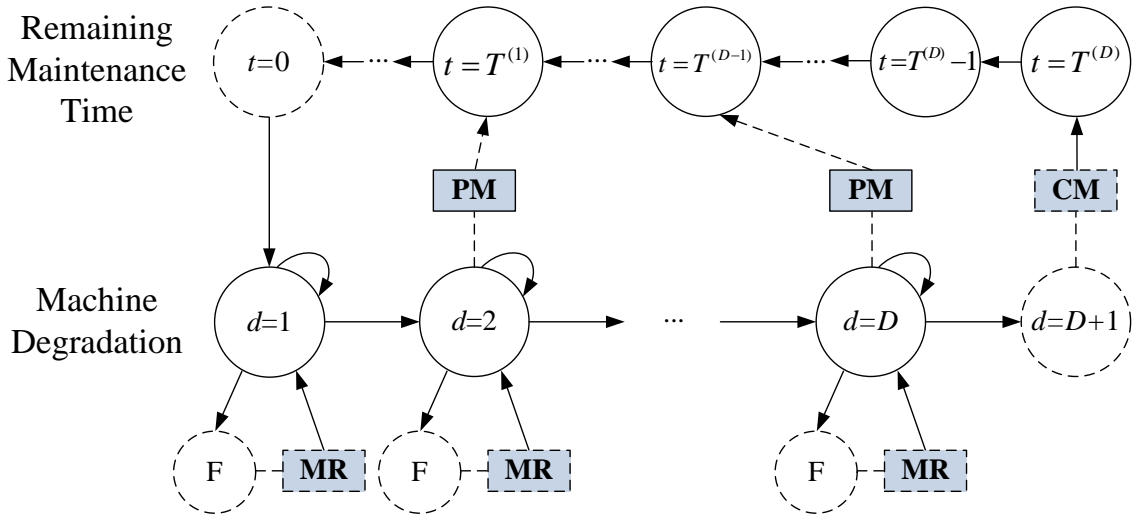 Remaining
Maintenance
Time
t=0
...
t = T^(1)
...
t = T^(D−1)
...
t = T^(D) −1
t = T^(D)
PM
PM
CM
Machine
Degradation
d=1
d=2
...
d=D
d=D+1
F
MR
F
MR
F
MR